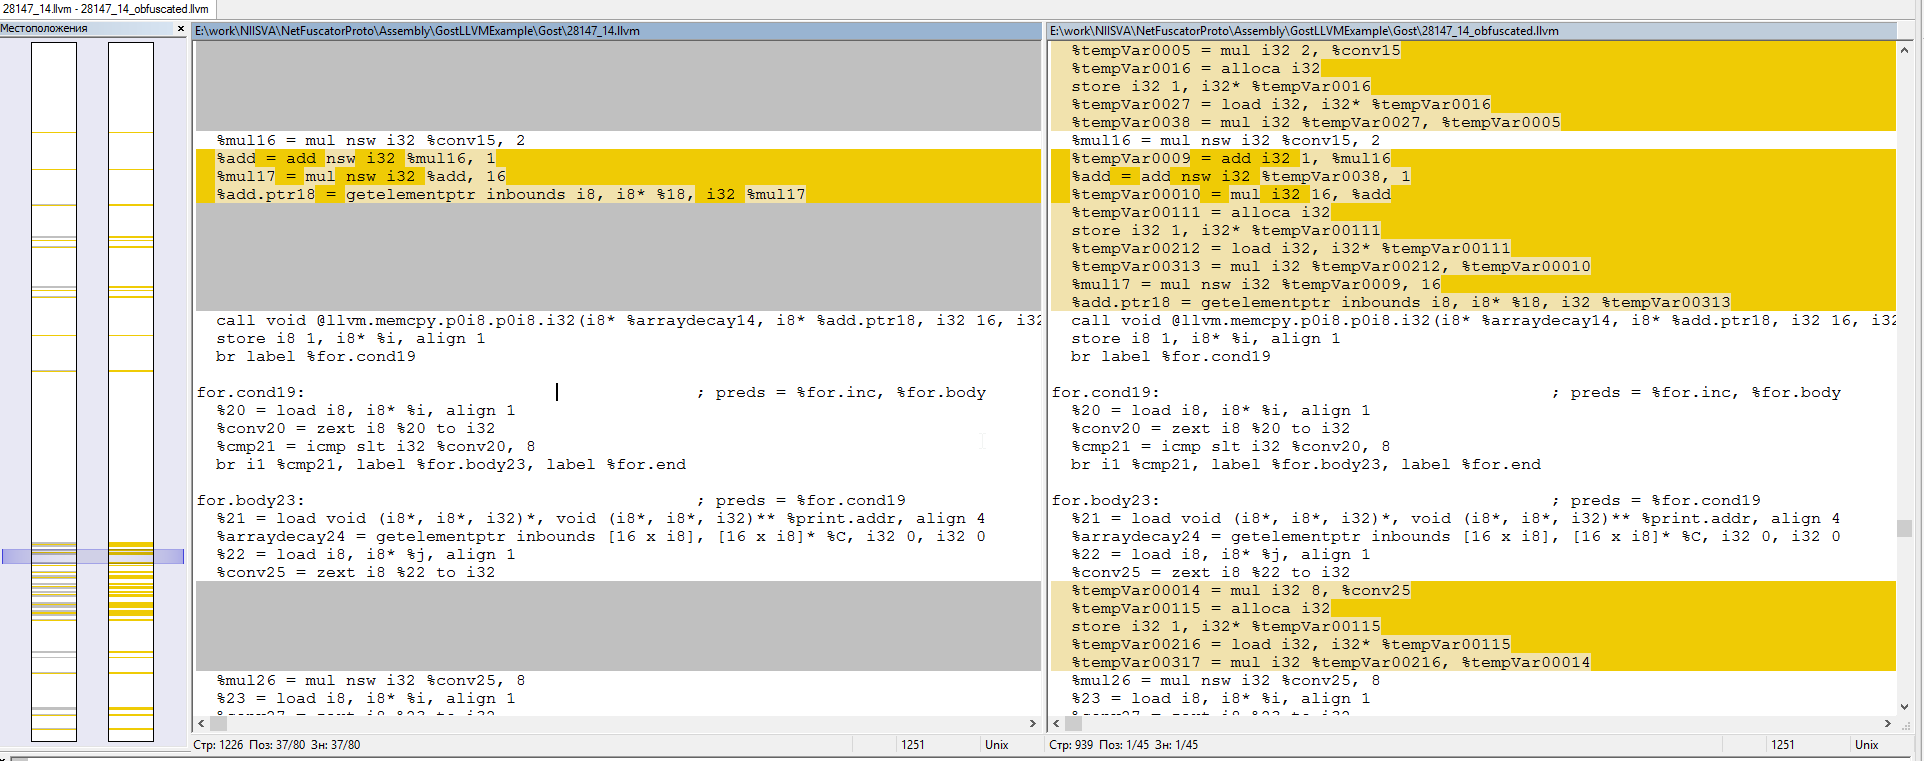 28147_14.llvm - 28147_14_obfuscated.llvm
Местоположения
×
E:\work\NIISVA\NetFuscatorProto\Assembly\GostLLVMExample\Gost\28147_14.llvm
%mul16 = mul nsw i32 %conv15, 2
%add = add nsw i32 %mul16, 1
%mul17 = mul nsw i32 %add, 16
%add.ptr18 = getelementptr inbounds i8, i8* %18, i32 %mul17
call void @llvm.memcpy.p0i8.p0i8.i32(i8* %arraydecay14, i8* %add.ptr18, i32 16, i32
store i8 1, i8* %i, align 1
br label %for.cond19
for.cond19: ; preds = %for.inc, %for.body
%20 = load i8, i8* %i, align 1
%conv20 = zext i8 %20 to i32
%cmp21 = icmp slt i32 %conv20, 8
br i1 %cmp21, label %for.body23, label %for.end
for.body23: ; preds = %for.cond19
%21 = load void (i8*, i8*, i32)*, void (i8*, i8*, i32)** %print.addr, align 4
%arraydecay24 = getelementptr inbounds [16 x i8], [16 x i8]* %C, i32 0, i32 0
%22 = load i8, i8* %j, align 1
%conv25 = zext i8 %22 to i32
%mul26 = mul nsw i32 %conv25, 8
%23 = load i8, i8* %i, align 1
%conv27 = zext i8 %23 to i32
Стр: 1226 Поз: 37/80 Зн: 37/80
1251
Unix
E:\work\NIISVA\NetFuscatorProto\Assembly\GostLLVMExample\Gost\28147_14_obfuscated.llvm
%tempVar0005 = mul i32 2, %conv15
%tempVar0016 = alloca i32
store i32 1, i32* %tempVar0016
%tempVar0027 = load i32, i32* %tempVar0016
%tempVar0038 = mul i32 %tempVar0027, %tempVar0005
%mul16 = mul nsw i32 %conv15, 2
%tempVar0009 = add i32 1, %mul16
%add = add nsw i32 %tempVar0038, 1
%tempVar00010 = mul i32 16, %add
%tempVar00111 = alloca i32
store i32 1, i32* %tempVar00111
%tempVar00212 = load i32, i32* %tempVar00111
%tempVar00313 = mul i32 %tempVar00212, %tempVar00010
%mul17 = mul nsw i32 %tempVar0009, 16
%add.ptr18 = getelementptr inbounds i8, i8* %18, i32 %tempVar00313
call void @llvm.memcpy.p0i8.p0i8.i32(i8* %arraydecay14, i8* %add.ptr18, i32 16, i32
store i8 1, i8* %i, align 1
br label %for.cond19
for.cond19: ; preds = %for.inc, %for.body
%20 = load i8, i8* %i, align 1
%conv20 = zext i8 %20 to i32
%cmp21 = icmp slt i32 %conv20, 8
br i1 %cmp21, label %for.body23, label %for.end
for.body23: ; preds = %for.cond19
%21 = load void (i8*, i8*, i32)*, void (i8*, i8*, i32)** %print.addr, align 4
%arraydecay24 = getelementptr inbounds [16 x i8], [16 x i8]* %C, i32 0, i32 0
%22 = load i8, i8* %j, align 1
%conv25 = zext i8 %22 to i32
%tempVar00014 = mul i32 8, %conv25
%tempVar00115 = alloca i32
store i32 1, i32* %tempVar00115
%tempVar00216 = load i32, i32* %tempVar00115
%tempVar00317 = mul i32 %tempVar00216, %tempVar00014
%mul26 = mul nsw i32 %conv25, 8
%23 = load i8, i8* %i, align 1
%conv27 = zext i8 %23 to i32
Стр: 939 Поз: 1/45 Зн: 1/45
1251
Unix